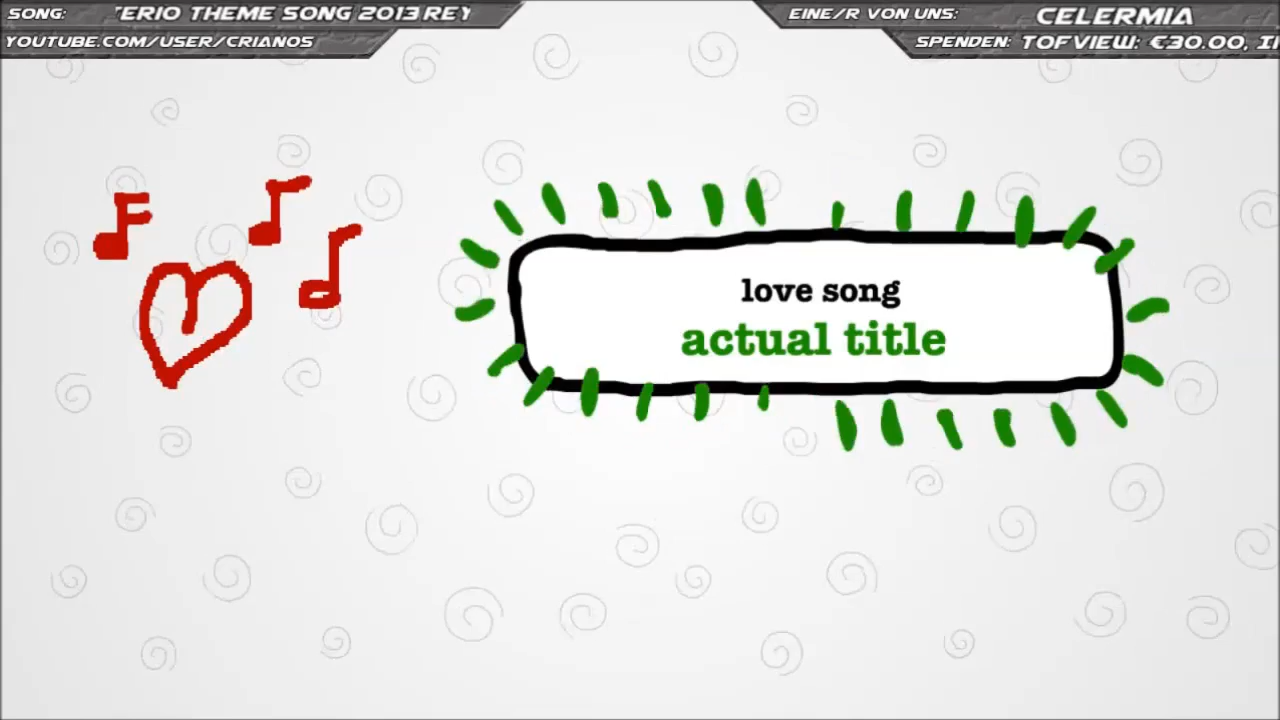 SONG: TERIO THEME SONG 2013 REY
YOUTUBE.COM/USER/CRIANOS
EINE/R VON UNS: CELERMIA
SPENDEN: TOFVIEW: €30.00,
love song
actual title